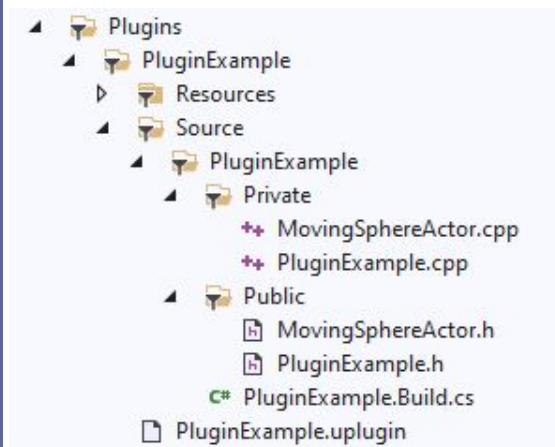 Plugins
PluginExample
Resources
Source
PluginExample
Private
MovingSphereActor.cpp
PluginExample.cpp
Public
MovingSphereActor.h
PluginExample.h
PluginExample.Build.cs
PluginExample.uplugin